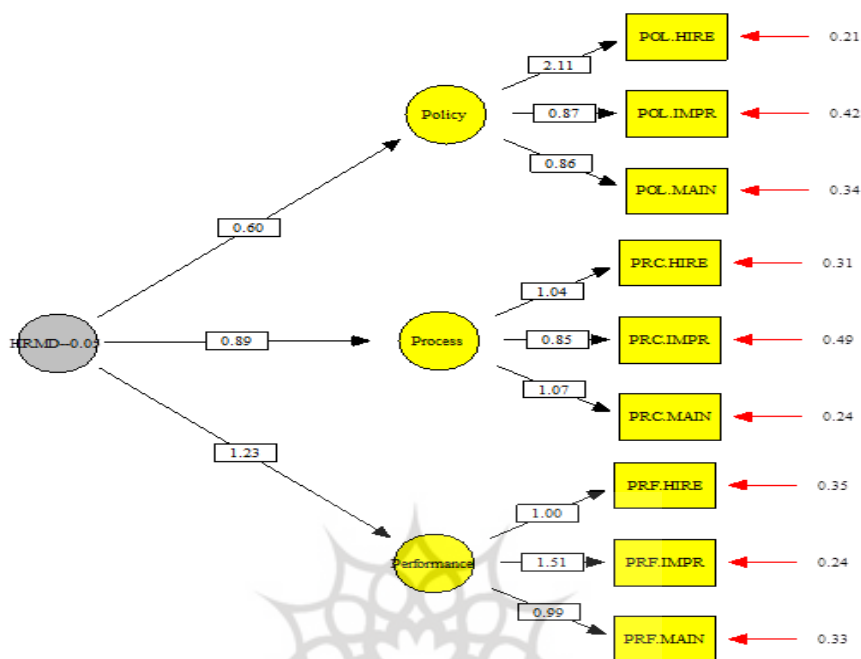 POL.HIRE
0.21
2.11
Policy
0.87
POL.IMPR
0.42
0.86
POL.MAIN
0.34
0.60
PRC.HIRE
0.31
1.04
HRMD--0.05
0.89
Process
0.85
PRC.IMPR
0.49
1.07
PRC.MAIN
0.24
1.23
PRF.HIRE
0.35
1.00
Performance
1.51
PRF.IMPR
0.24
0.99
PRF.MAIN
0.33